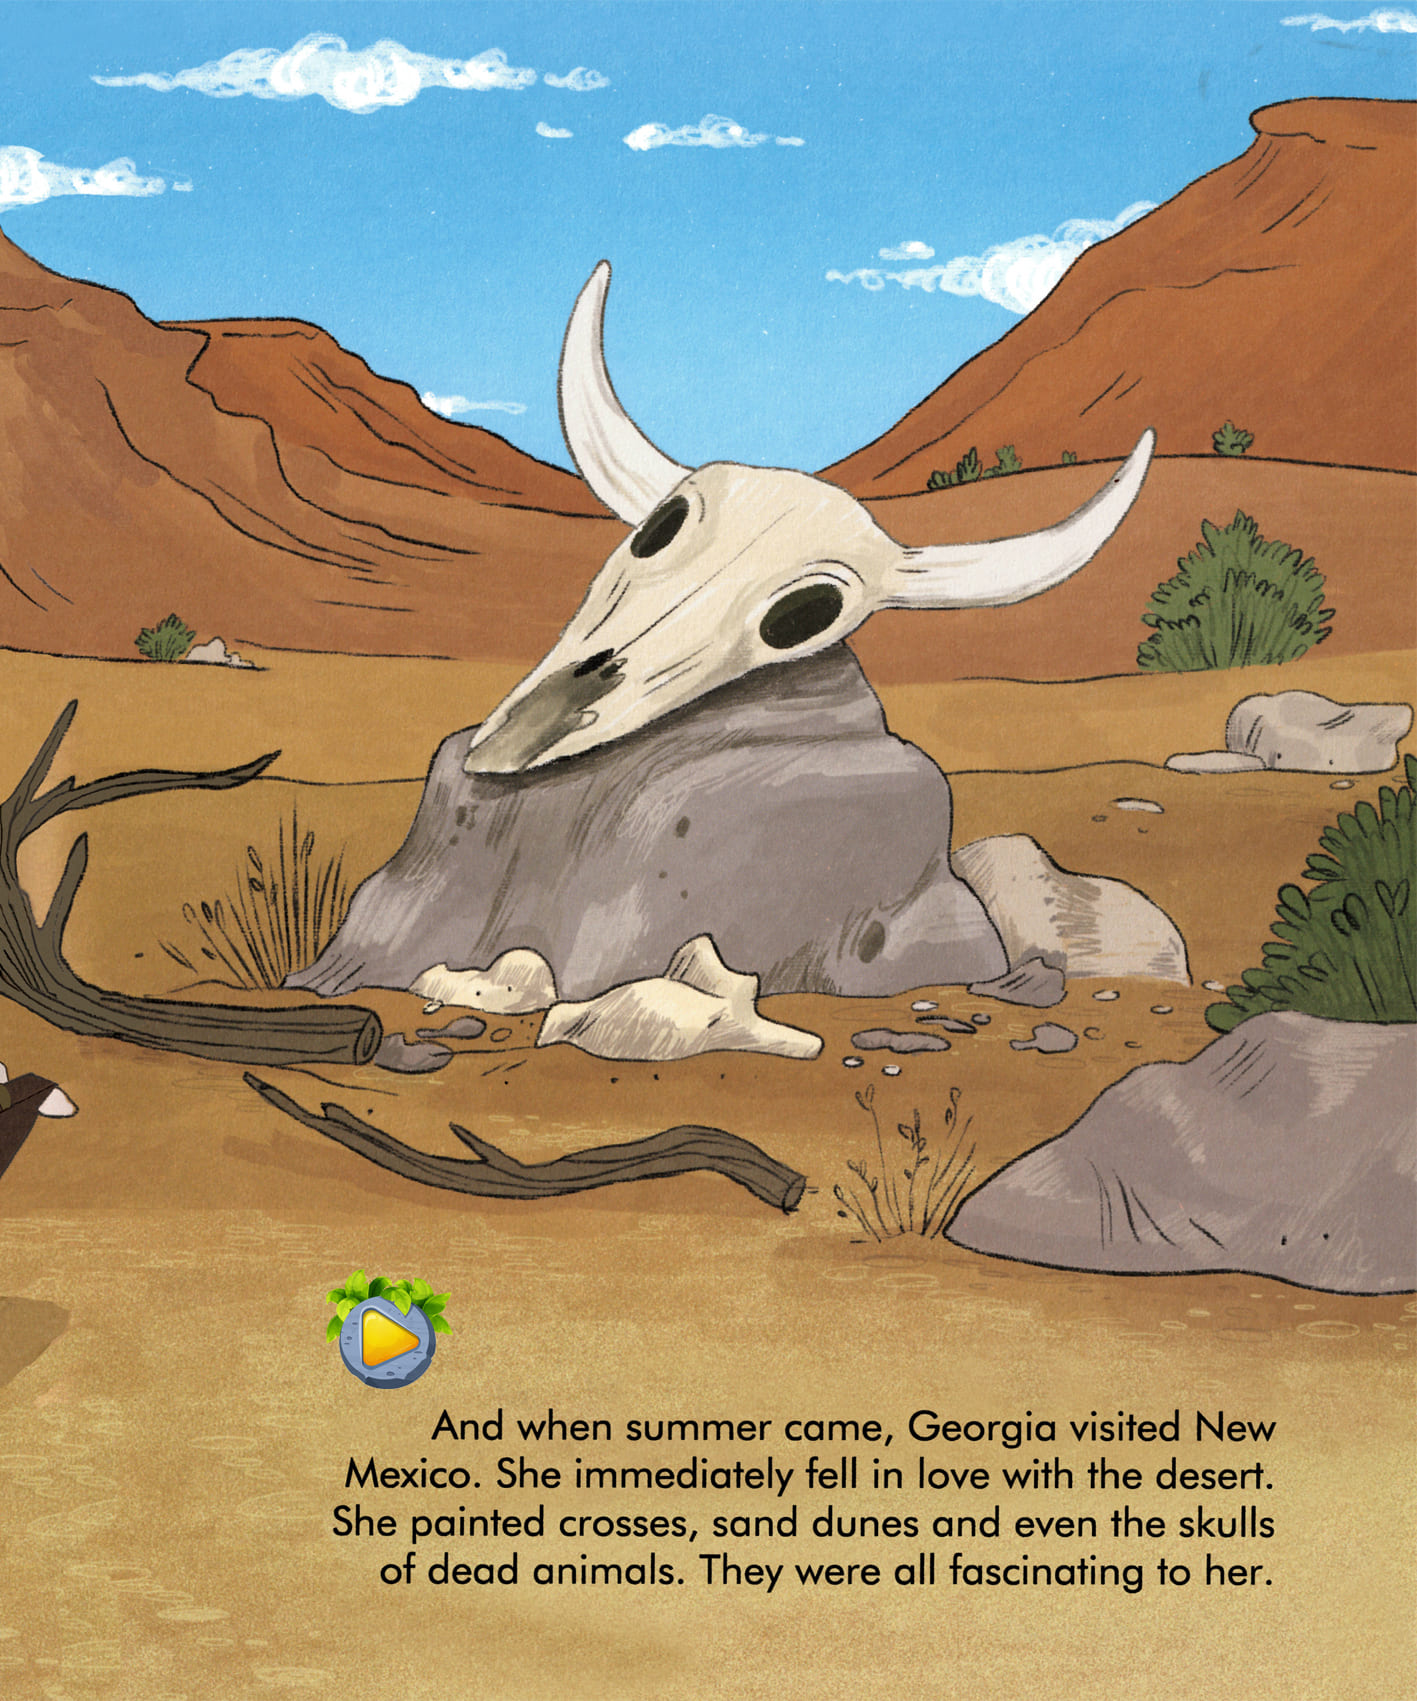 And when summer came, Georgia visited New
Mexico. She immediately fell in love with the desert.
She painted crosses, sand dunes and even the skulls
of dead animals. They were all fascinating to her.